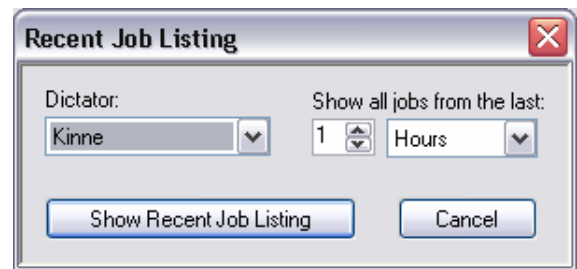 Recent Job Listing
Dictator: Show all jobs from the last:
Kinne 1 Hours
Show Recent Job Listing Cancel